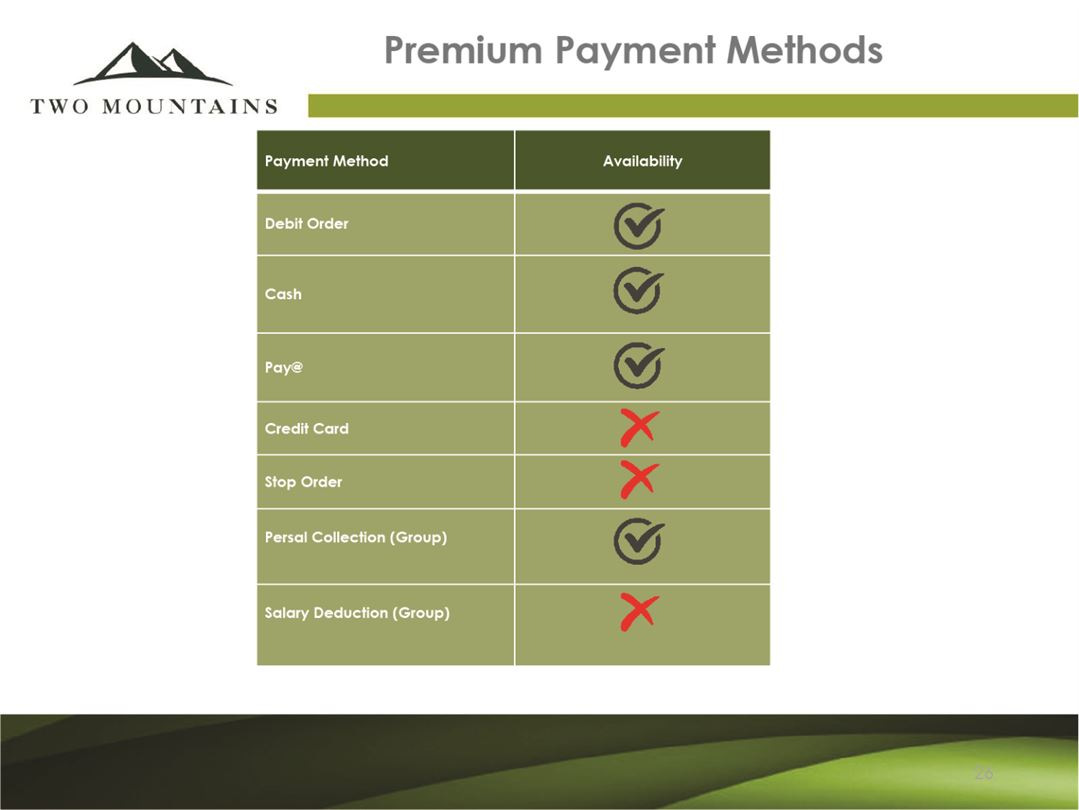 Premium Payment Methods
TWO MOUNTAINS
Payment Method Availability
Debit Order
Cash
Pay@
Credit Card
Stop Order
Persal Collection (Group)
Salary Deduction (Group)
26